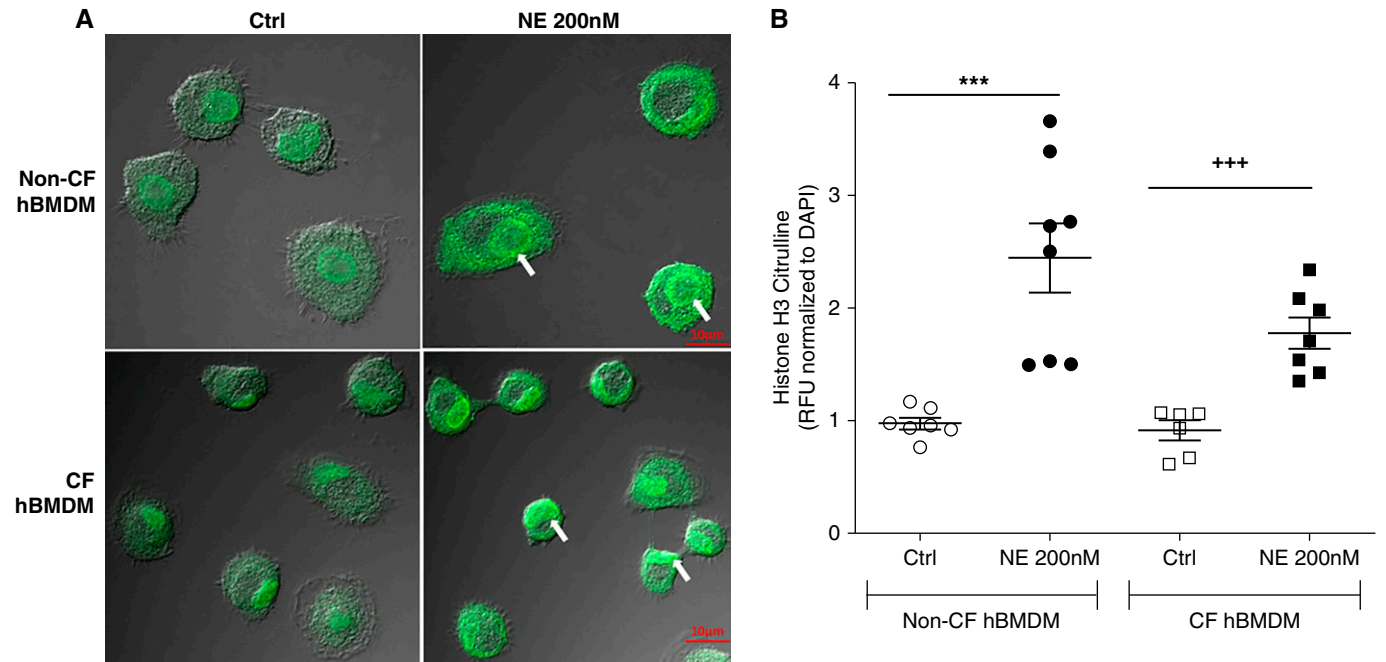 A
Ctrl
NE 200nM
Non-CF
hBMDM
10μm
CF
hBMDM
10μm
B
Histone H3 Citrulline
(RFU normalized to DAPI)
4
3
2
1
0
***
+++
Ctrl
NE 200nM
Ctrl
NE 200nM
Non-CF hBMDM
CF hBMDM